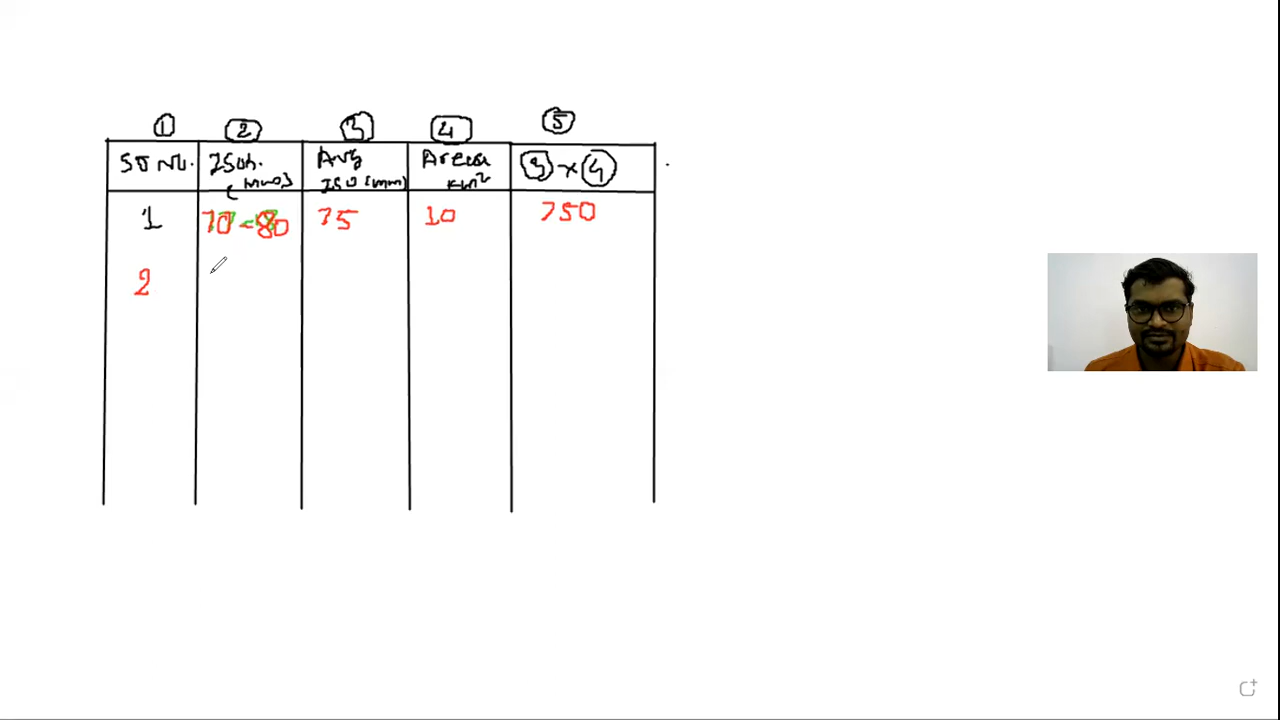 ① ② ③ ④ ⑤
Sr No. Isoh. (mm) Avg Iso (mm) Area km² ③ × ④
1 70 - 80 75 10 750
2